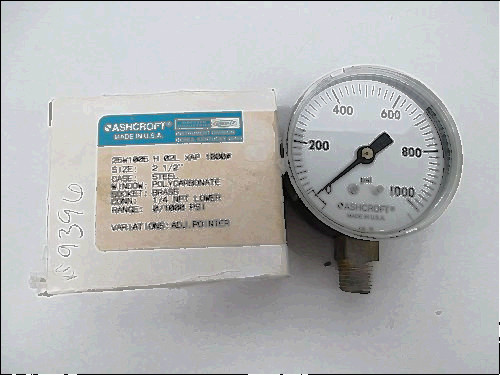 ASHCROFT®
MADE IN U.S.A.
25W1005 H 02L XAP 1000#
SIZE: 2 1/2"
CASE: STEEL
WINDOW: POLYCARBONATE
SOCKET: BRASS
CONN: 1/4 NPT LOWER
RANGE: 0/1000 PSI
VARIATIONS: ADJ POINTER
9396
0
200
400
600
800
1000
psi
ASHCROFT®
MADE IN U.S.A.